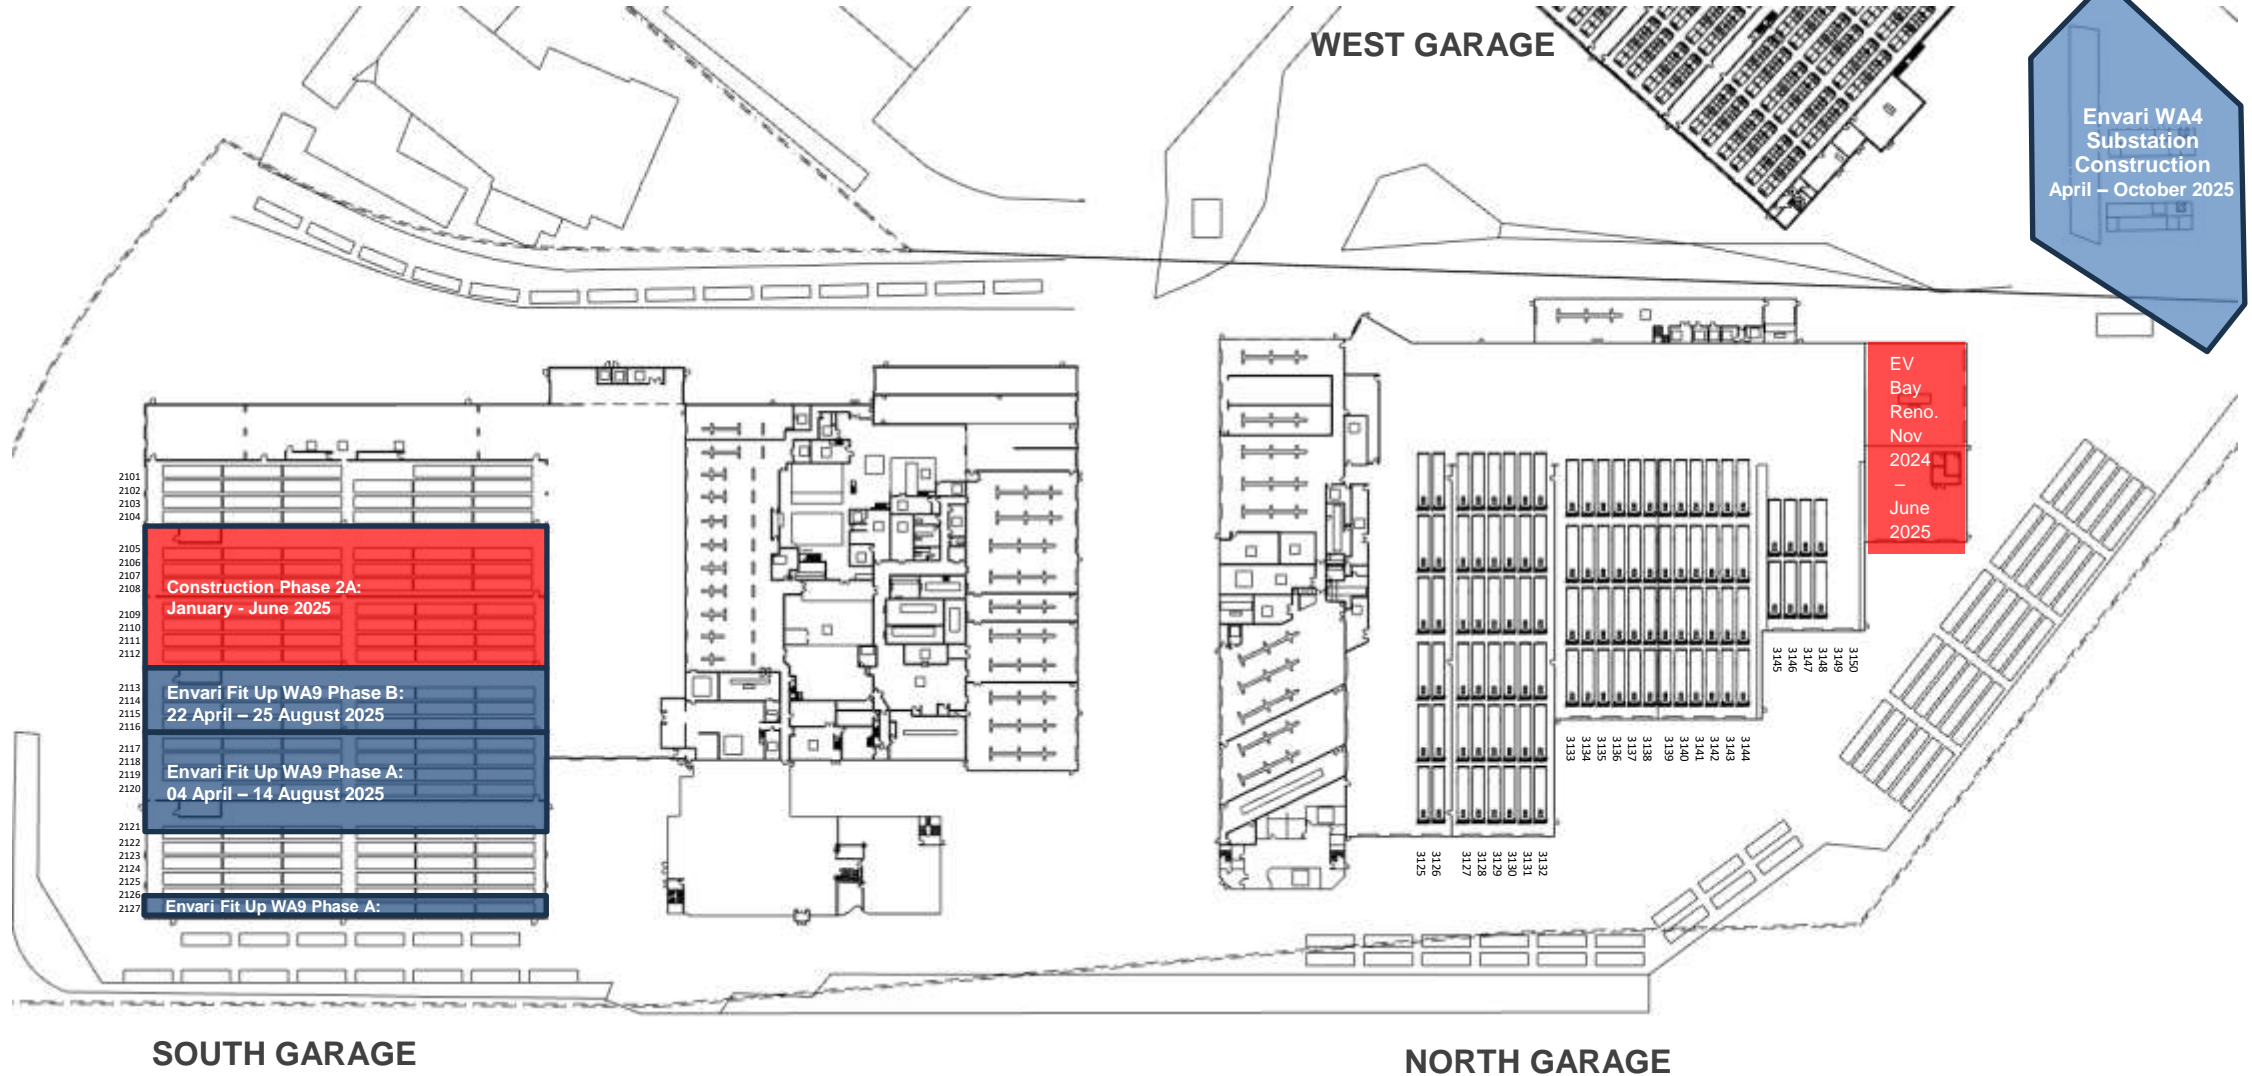 WEST GARAGE
Envari WA4
Substation
Construction
April – October 2025
EV
Bay
Reno.
Nov
2024
–
June
2025
2101
2102
2103
2104
2105
2106
2107
2108
2109
2110
2111
2112
2113
2114
2115
2116
2117
2118
2119
2120
2121
2122
2123
2124
2125
2126
2127
Construction Phase 2A:
January - June 2025
Envari Fit Up WA9 Phase B:
22 April – 25 August 2025
Envari Fit Up WA9 Phase A:
04 April – 14 August 2025
Envari Fit Up WA9 Phase A:
3125
3126
3127
3128
3129
3130
3131
3132
3133
3134
3135
3136
3137
3138
3139
3140
3141
3142
3143
3144
3145
3146
3147
3148
3149
3150
SOUTH GARAGE
NORTH GARAGE